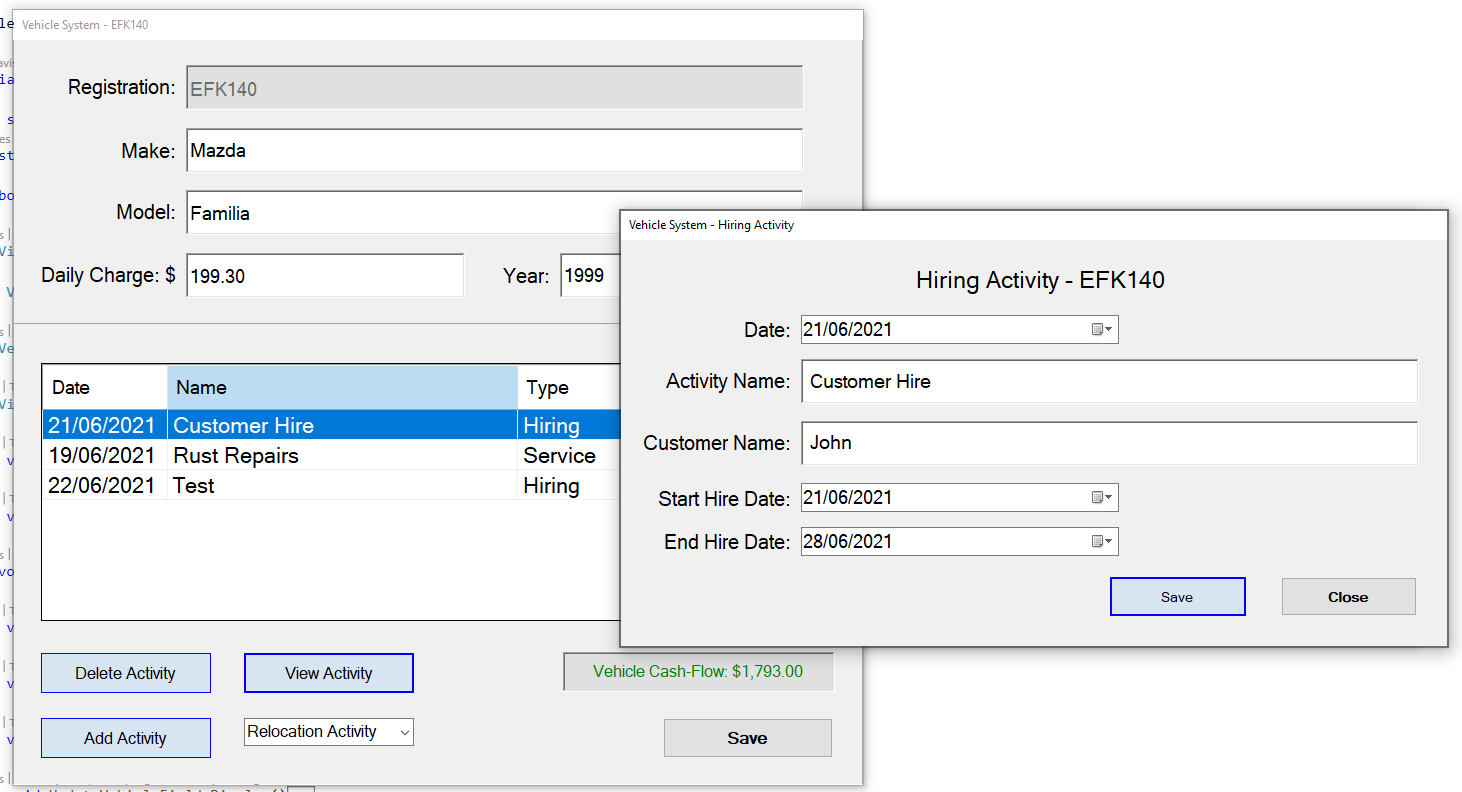 Vehicle System - EFK140
Registration: EFK140
Make: Mazda
Model: Familia
Daily Charge: $ 199.30 Year: 1999
Date Name Type
21/06/2021 Customer Hire Hiring
19/06/2021 Rust Repairs Service
22/06/2021 Test Hiring
Delete Activity View Activity Vehicle Cash-Flow: $1,793.00
Add Activity Relocation Activity Save
Vehicle System - Hiring Activity
Hiring Activity - EFK140
Date: 21/06/2021
Activity Name: Customer Hire
Customer Name: John
Start Hire Date: 21/06/2021
End Hire Date: 28/06/2021
Save Close